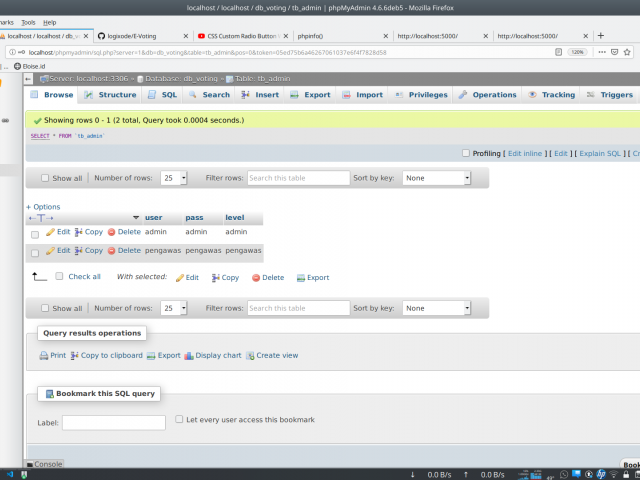 localhost / localhost / db_voting / tb_admin | phpMyAdmin 4.6.6deb5 - Mozilla Firefox
marks Tools Help
localhost / localhost / db_v
logixode/E-Voting
CSS Custom Radio Button I
phpinfo()
http://localhost:5000/
http://localhost:5000/
localhost/phpmyadmin/sql.php?server=1&db=db_voting&table=tb_admin&pos=0&token=05ed75b6a46267061037e6f4f7828d58
120%
Eloise.id
Server: localhost:3306 » Database: db_voting » Table: tb_admin
Browse Structure SQL Search Insert Export Import Privileges Operations Tracking Triggers
Showing rows 0 - 1 (2 total, Query took 0.0004 seconds.)
SELECT * FROM `tb_admin`
Profiling [ Edit inline ] [ Edit ] [ Explain SQL ] [ Cr
Show all Number of rows: 25 Filter rows: Search this table Sort by key: None
+ Options
←T→ user pass level
Edit Copy Delete admin admin admin
Edit Copy Delete pengawas pengawas pengawas
Check all With selected: Edit Copy Delete Export
Show all Number of rows: 25 Filter rows: Search this table Sort by key: None
Query results operations
Print Copy to clipboard Export Display chart Create view
Bookmark this SQL query
Label: Let every user access this bookmark
Console
Book
↓ 0.0 B/s ↑ 0.0 B/s